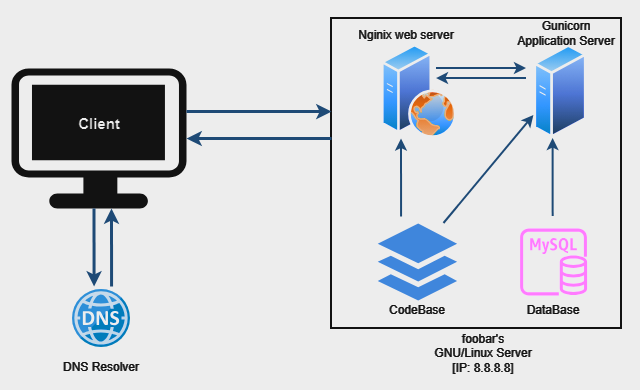 Nginix web server
Gunicorn
Application Server
Client
MySQL
CodeBase
DataBase
DNS
DNS Resolver
foobar's
GNU/Linux Server
[IP: 8.8.8.8]